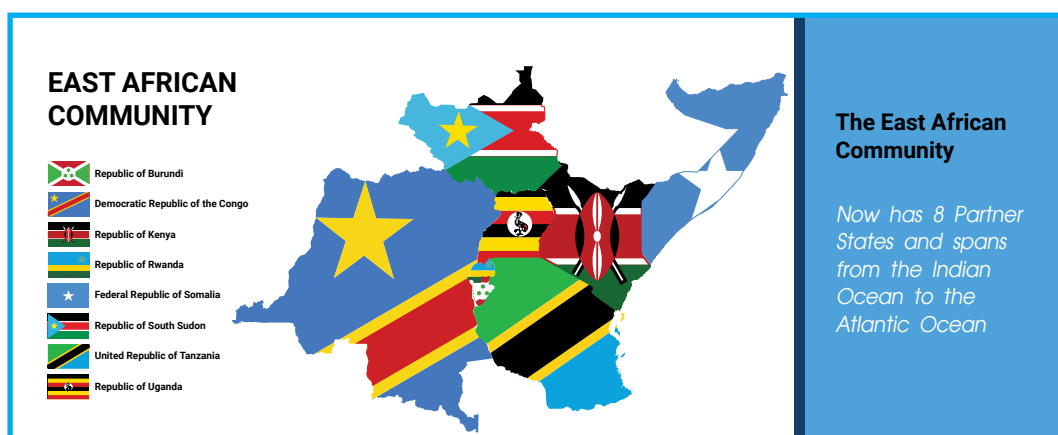 EAST AFRICAN
COMMUNITY
Republic of Burundi
Democratic Republic of the Congo
Republic of Kenya
Republic of Rwanda
Federal Republic of Somalia
Republic of South Sudon
United Republic of Tanzania
Republic of Uganda
The East African
Community
Now has 8 Partner
States and spans
from the Indian
Ocean to the
Atlantic Ocean